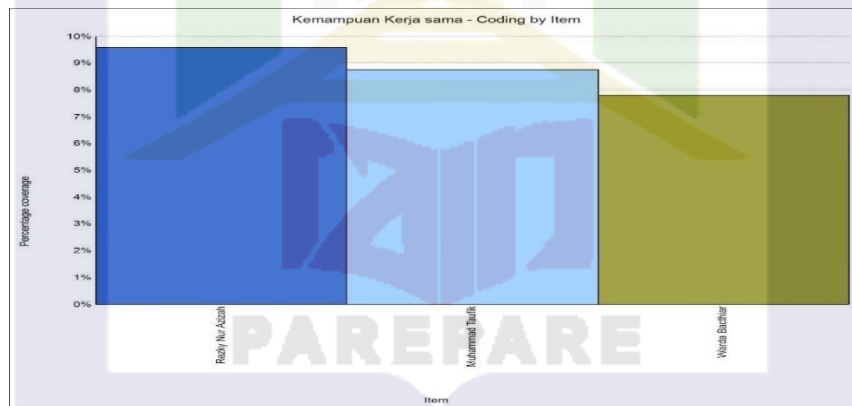 Kemampuan Kerja sama - Coding by Item
10%
9%
8%
7%
6%
5%
4%
3%
2%
1%
0%
Percentage coverage
Rezky Nur Azizah
Muhammad Taufik
Warda Bacthiar
Item
PAREPARE